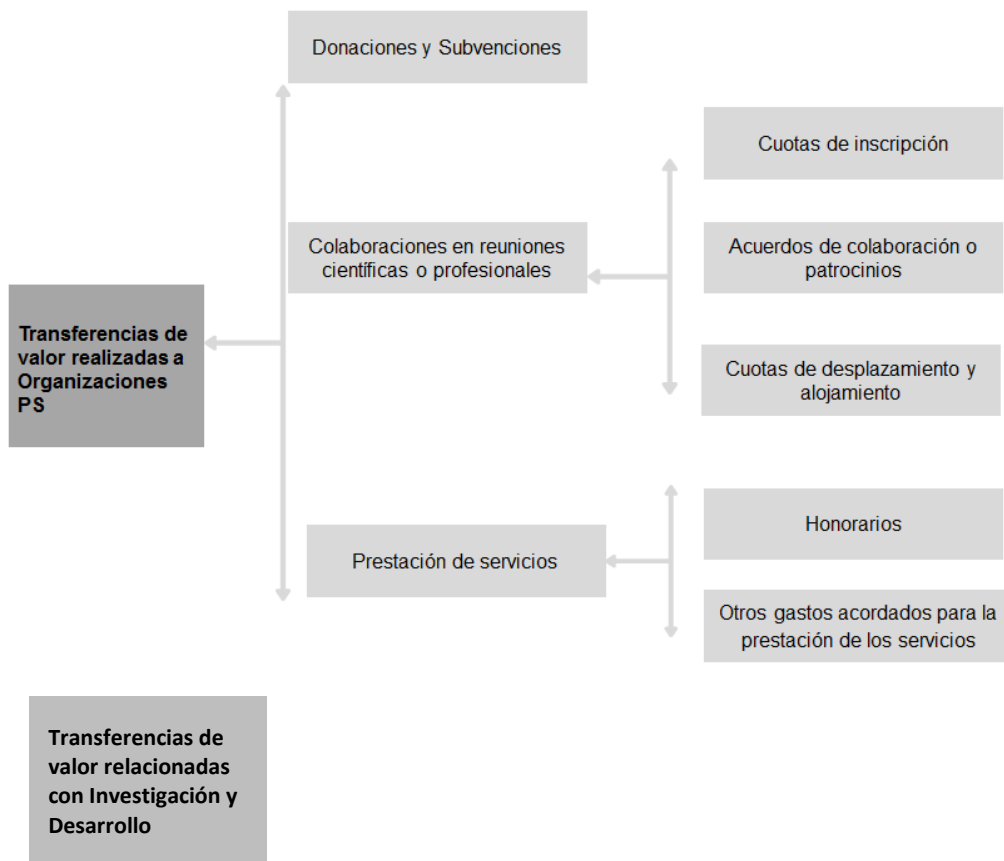 Donaciones y Subvenciones
Cuotas de inscripción
Colaboraciones en reuniones
científicas o profesionales
Acuerdos de colaboración o
patrocinios
Transferencias de
valor realizadas a
Organizaciones
PS
Cuotas de desplazamiento y
alojamiento
Honorarios
Prestación de servicios
Otros gastos acordados para la
prestación de los servicios
Transferencias de
valor relacionadas
con Investigación y
Desarrollo